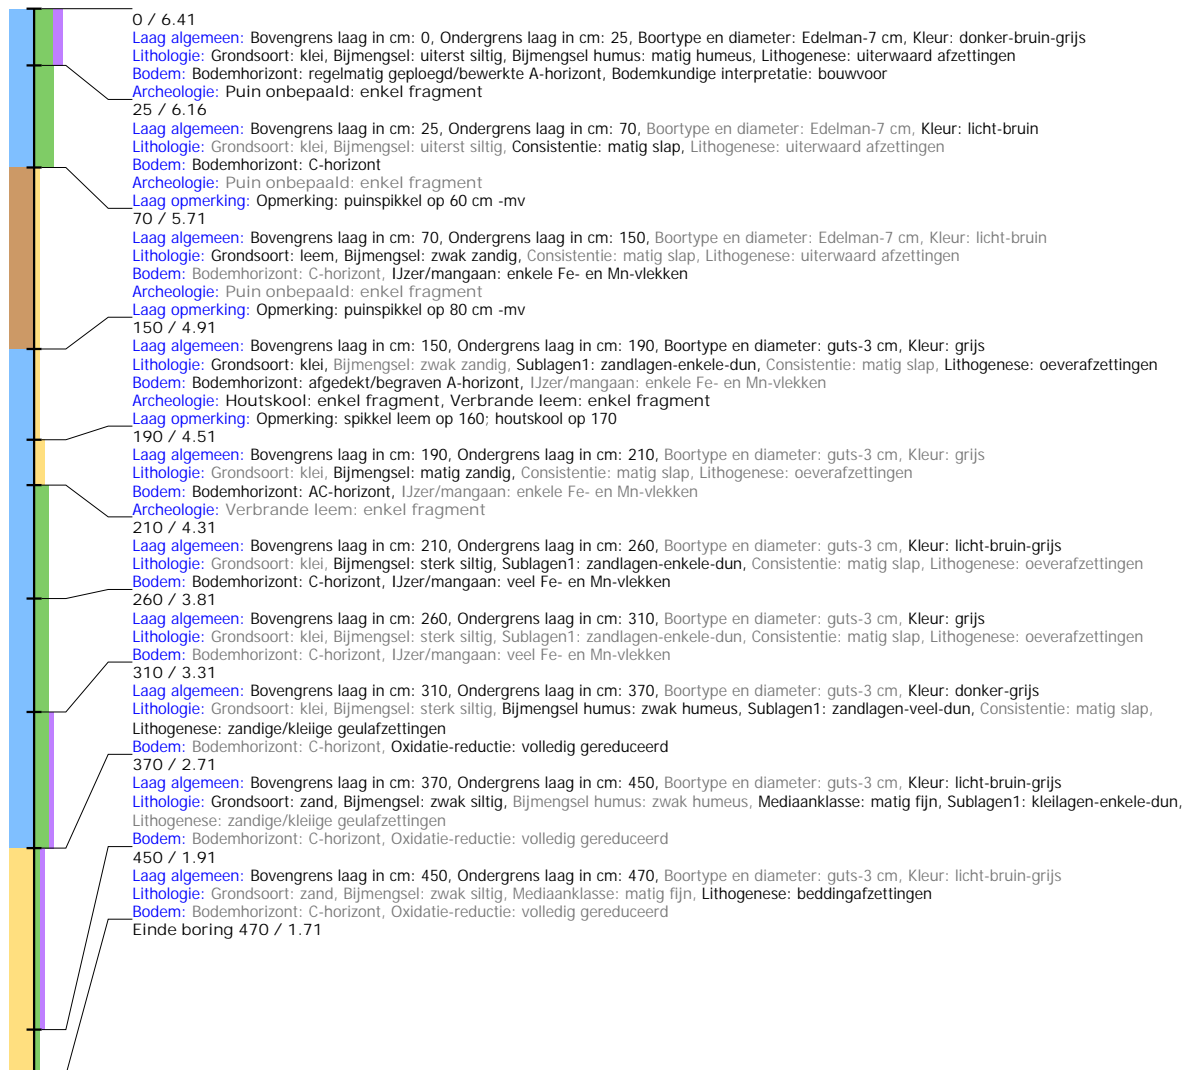 0 / 6.41
Laag algemeen: Bovengrens laag in cm: 0, Ondergrens laag in cm: 25, Boortype en diameter: Edelman-7 cm, Kleur: donker-bruin-grijs
Lithologie: Grondsoort: klei, Bijmengsel: uiterst siltig, Bijmengsel humus: matig humeus, Lithogenese: uiterwaard afzettingen
Bodem: Bodemhorizont: regelmatig geploegd/bewerkte A-horizont, Bodemkundige interpretatie: bouwvoor
Archeologie: Puin onbepaald: enkel fragment
25 / 6.16
Laag algemeen: Bovengrens laag in cm: 25, Ondergrens laag in cm: 70, Boortype en diameter: Edelman-7 cm, Kleur: licht-bruin
Lithologie: Grondsoort: klei, Bijmengsel: uiterst siltig, Consistentie: matig slap, Lithogenese: uiterwaard afzettingen
Bodem: Bodemhorizont: C-horizont
Archeologie: Puin onbepaald: enkel fragment
Laag opmerking: Opmerking: puinspikkel op 60 cm -mv
70 / 5.71
Laag algemeen: Bovengrens laag in cm: 70, Ondergrens laag in cm: 150, Boortype en diameter: Edelman-7 cm, Kleur: licht-bruin
Lithologie: Grondsoort: leem, Bijmengsel: zwak zandig, Consistentie: matig slap, Lithogenese: uiterwaard afzettingen
Bodem: Bodemhorizont: C-horizont, IJzer/mangaan: enkele Fe- en Mn-vlekken
Archeologie: Puin onbepaald: enkel fragment
Laag opmerking: Opmerking: puinspikkel op 80 cm -mv
150 / 4.91
Laag algemeen: Bovengrens laag in cm: 150, Ondergrens laag in cm: 190, Boortype en diameter: guts-3 cm, Kleur: grijs
Lithologie: Grondsoort: klei, Bijmengsel: zwak zandig, Sublagen1: zandlagen-enkele-dun, Consistentie: matig slap, Lithogenese: oeverafzettingen
Bodem: Bodemhorizont: afgedekt/begraven A-horizont, IJzer/mangaan: enkele Fe- en Mn-vlekken
Archeologie: Houtskool: enkel fragment, Verbrande leem: enkel fragment
Laag opmerking: Opmerking: spikkel leem op 160; houtskool op 170
190 / 4.51
Laag algemeen: Bovengrens laag in cm: 190, Ondergrens laag in cm: 210, Boortype en diameter: guts-3 cm, Kleur: grijs
Lithologie: Grondsoort: klei, Bijmengsel: matig zandig, Consistentie: matig slap, Lithogenese: oeverafzettingen
Bodem: Bodemhorizont: AC-horizont, IJzer/mangaan: enkele Fe- en Mn-vlekken
Archeologie: Verbrande leem: enkel fragment
210 / 4.31
Laag algemeen: Bovengrens laag in cm: 210, Ondergrens laag in cm: 260, Boortype en diameter: guts-3 cm, Kleur: licht-bruin-grijs
Lithologie: Grondsoort: klei, Bijmengsel: sterk siltig, Sublagen1: zandlagen-enkele-dun, Consistentie: matig slap, Lithogenese: oeverafzettingen
Bodem: Bodemhorizont: C-horizont, IJzer/mangaan: veel Fe- en Mn-vlekken
260 / 3.81
Laag algemeen: Bovengrens laag in cm: 260, Ondergrens laag in cm: 310, Boortype en diameter: guts-3 cm, Kleur: grijs
Lithologie: Grondsoort: klei, Bijmengsel: sterk siltig, Sublagen1: zandlagen-enkele-dun, Consistentie: matig slap, Lithogenese: oeverafzettingen
Bodem: Bodemhorizont: C-horizont, IJzer/mangaan: veel Fe- en Mn-vlekken
310 / 3.31
Laag algemeen: Bovengrens laag in cm: 310, Ondergrens laag in cm: 370, Boortype en diameter: guts-3 cm, Kleur: donker-grijs
Lithologie: Grondsoort: klei, Bijmengsel: sterk siltig, Bijmengsel humus: zwak humeus, Sublagen1: zandlagen-veel-dun, Consistentie: matig slap,
Lithogenese: zandige/kleiige geulafzettingen
Bodem: Bodemhorizont: C-horizont, Oxidatie-reductie: volledig gereduceerd
370 / 2.71
Laag algemeen: Bovengrens laag in cm: 370, Ondergrens laag in cm: 450, Boortype en diameter: guts-3 cm, Kleur: licht-bruin-grijs
Lithologie: Grondsoort: zand, Bijmengsel: zwak siltig, Bijmengsel humus: zwak humeus, Mediaanklasse: matig fijn, Sublagen1: kleilagen-enkele-dun,
Lithogenese: zandige/kleiige geulafzettingen
Bodem: Bodemhorizont: C-horizont, Oxidatie-reductie: volledig gereduceerd
450 / 1.91
Laag algemeen: Bovengrens laag in cm: 450, Ondergrens laag in cm: 470, Boortype en diameter: guts-3 cm, Kleur: licht-bruin-grijs
Lithologie: Grondsoort: zand, Bijmengsel: zwak siltig, Mediaanklasse: matig fijn, Lithogenese: beddingafzettingen
Bodem: Bodemhorizont: C-horizont, Oxidatie-reductie: volledig gereduceerd
Einde boring 470 / 1.71